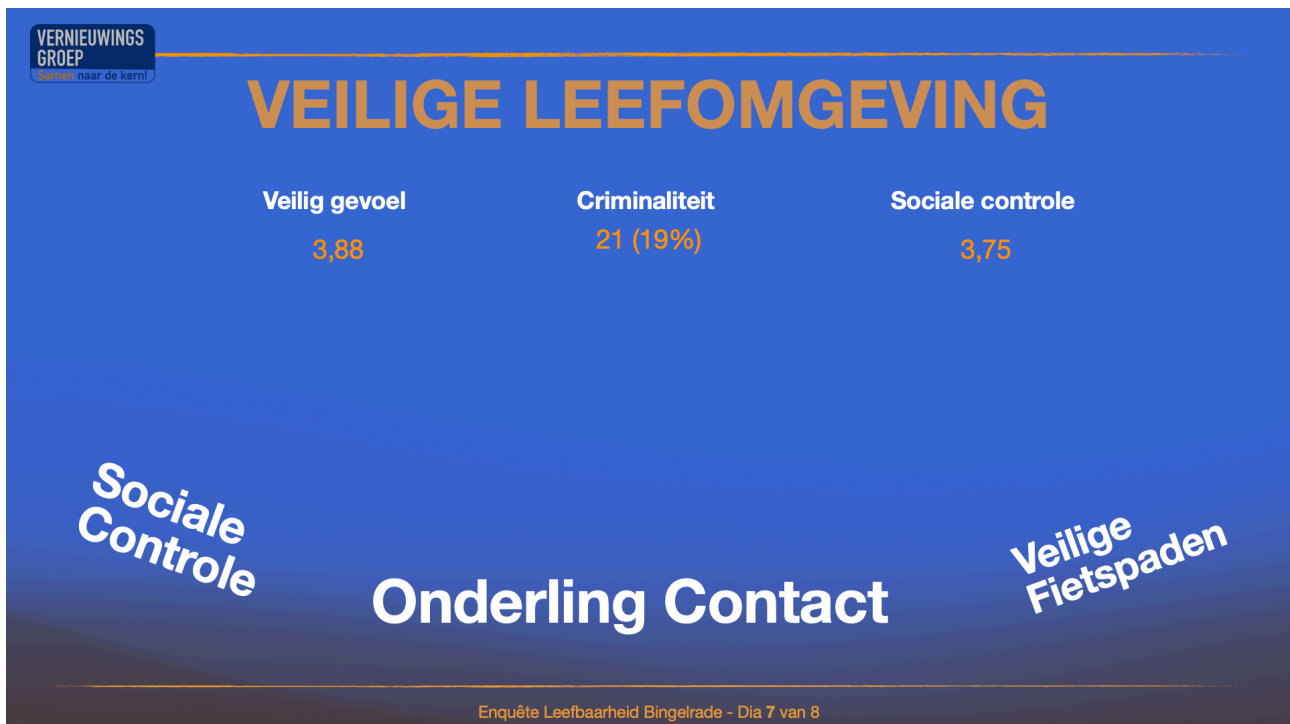 VERNIEUWINGS
GROEP
Samen naar de kern!
VEILIGE LEEFOMGEVING
Veilig gevoel
3,88
Criminaliteit
21 (19%)
Sociale controle
3,75
Sociale
Controle
Onderling Contact
Veilige
Fietspaden
Enquête Leefbaarheid Bingelrade - Dia 7 van 8